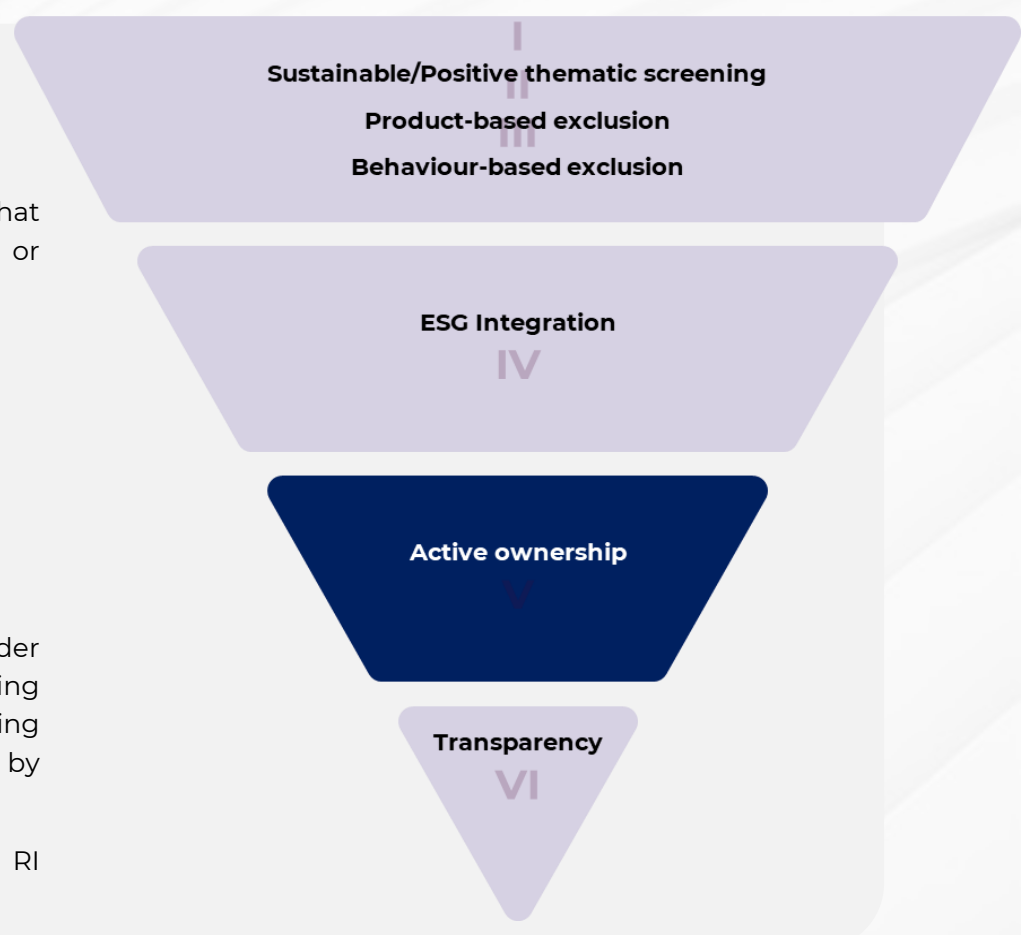 I
Sustainable/Positive thematic screening
II
Product-based exclusion
III
Behaviour-based exclusion
hat
or
ESG Integration
IV
Active ownership
V
der
ing
ing
by
Transparency
VI
RI